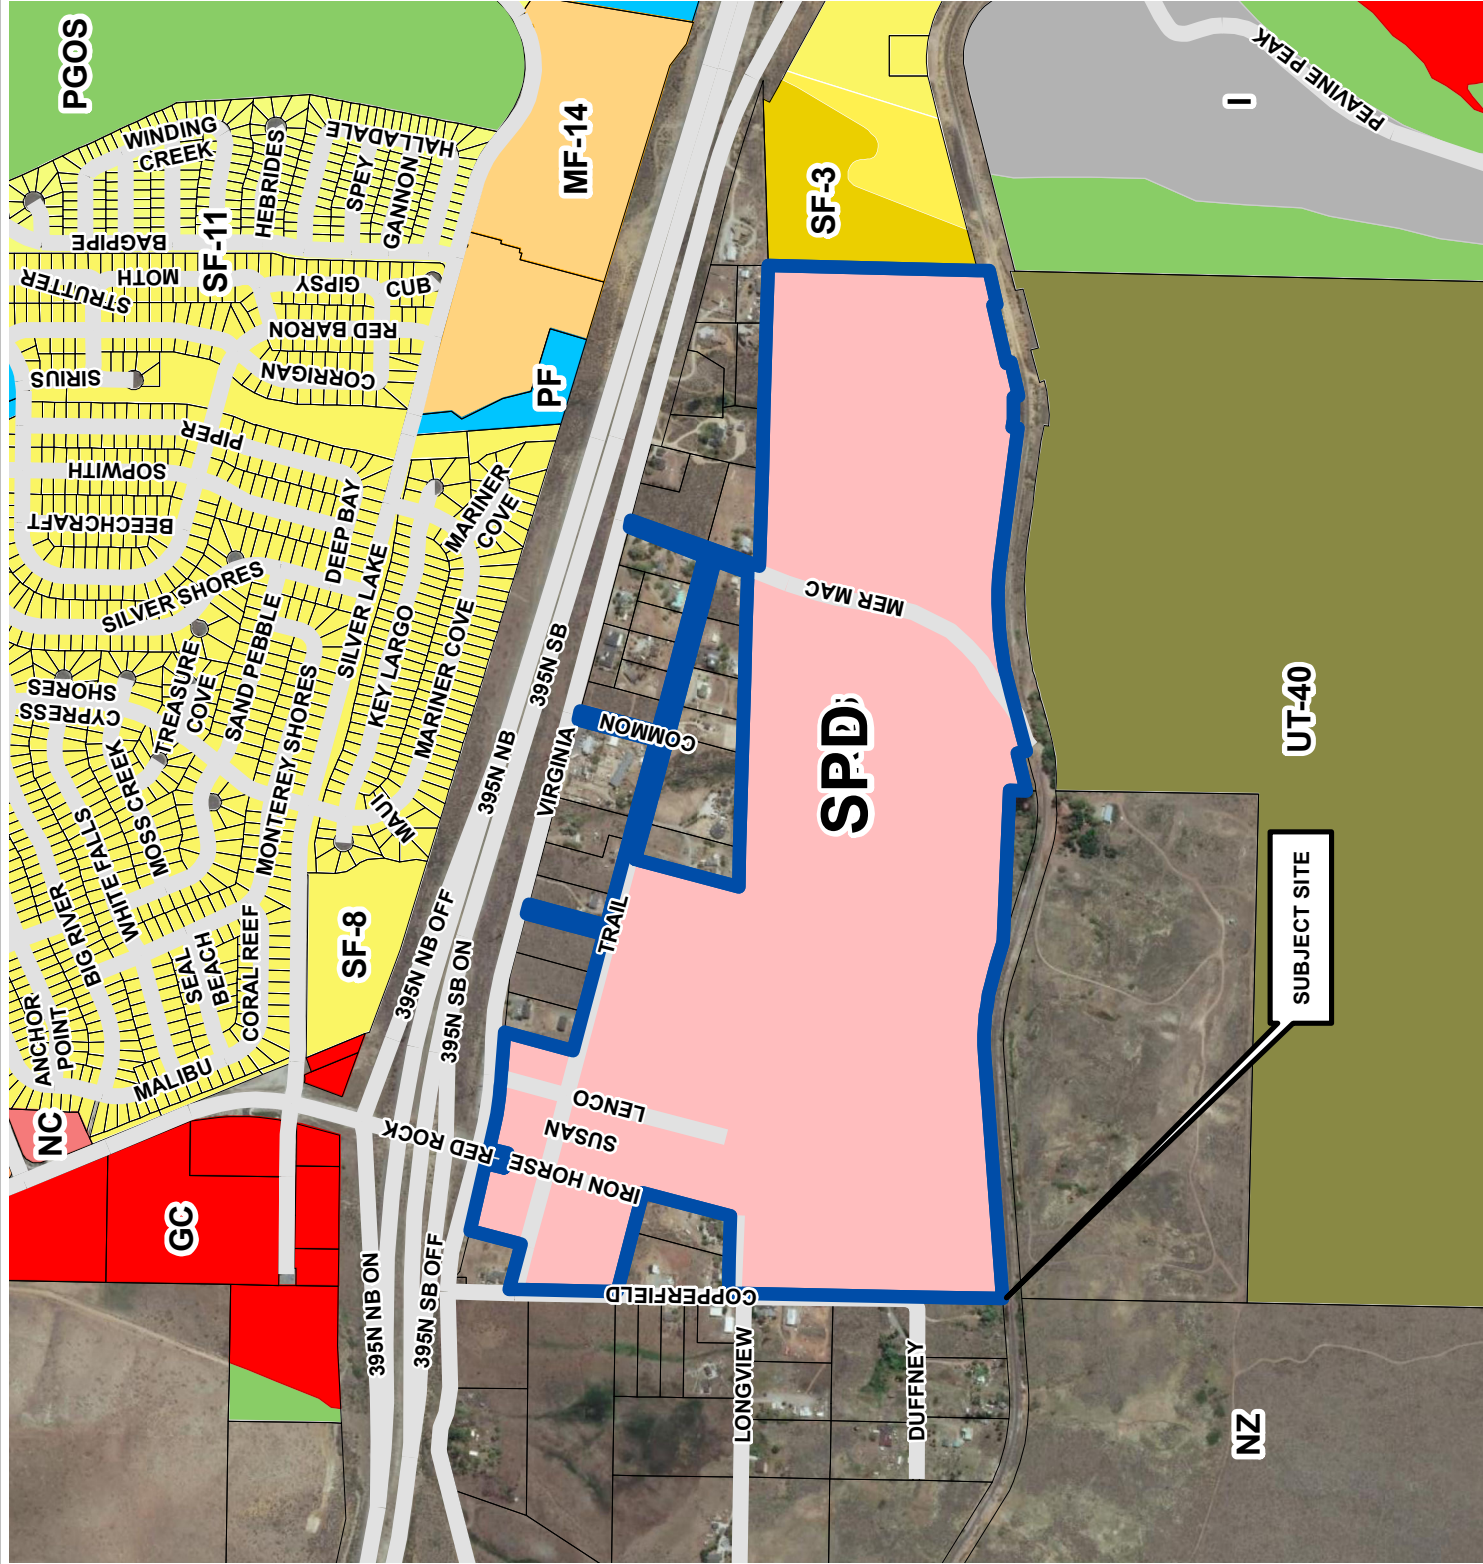 PGOS
WINDING
CREEK
HEBRIDES
HALLADALE
SPEY
GANNON
BAGPIPE
SF-11
MF-14
PEAVINE PEAK
I
SF-3
STRUTTER
MOTH
GIPSY
CUB
RED BARON
SIRIUS
CORRIGAN
PF
PIPER
SOPWITH
BEECHCRAFT
DEEP BAY
MARINER
COVE
SILVER SHORES
SILVER LAKE
SAND PEBBLE
KEY LARGO
MARINER COVE
TREASURE
COVE
CYPRESS
SHORES
MONTEREY SHORES
MOSS CREEK
WHITE FALLS
MAUI
395N SB
395N NB
VIRGINIA
COMMON
MER MAC
SPD
UT-40
BIG RIVER
SEAL
BEACH
CORAL REEF
SF-8
395N NB OFF
395N SB ON
TRAIL
SUBJECT SITE
ANCHOR
POINT
MALIBU
NC
RED ROCK
LENCO
SUSAN
IRON HORSE
GC
395N NB ON
395N SB OFF
COPPERFIELD
LONGVIEW
DUFFNEY
NZ